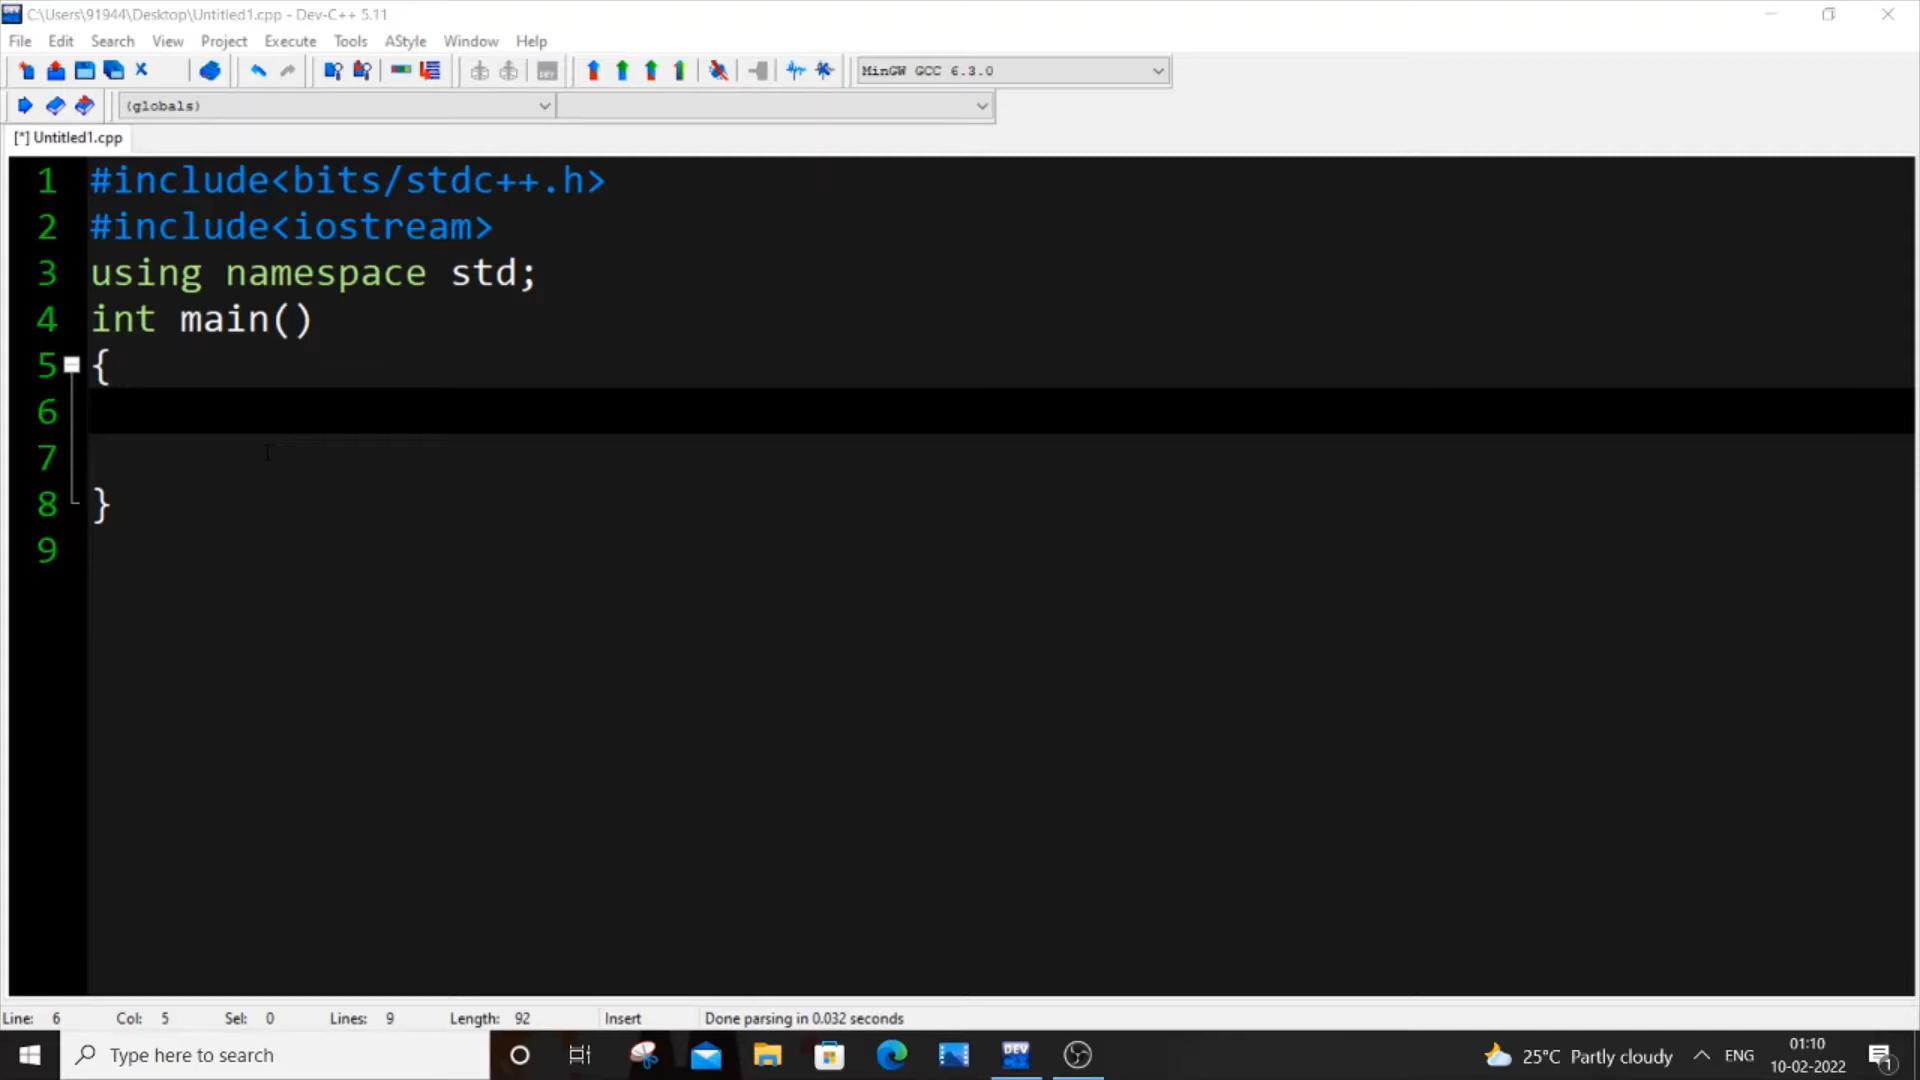 C:\Users\91944\Desktop\Untitled1.cpp - Dev-C++ 5.11
File Edit Search View Project Execute Tools AStyle Window Help
MinGW GCC 6.3.0
(globals)
[*] Untitled1.cpp
1 #include<bits/stdc++.h>
2 #include<iostream>
3 using namespace std;
4 int main()
5 {
6
7
8 }
9
Line: 6 Col: 5 Sel: 0 Lines: 9 Length: 92 Insert Done parsing in 0.032 seconds
Type here to search
DEV
25°C Partly cloudy
ENG
01:10
10-02-2022
1